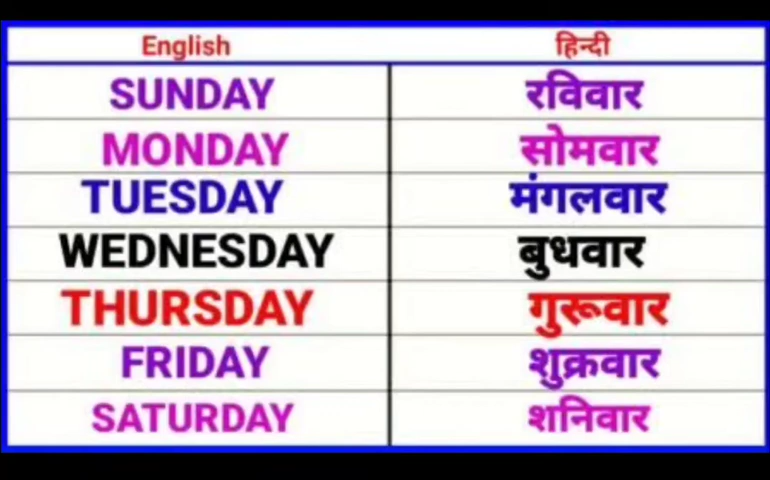 English हिन्दी
SUNDAY रविवार
MONDAY सोमवार
TUESDAY मंगलवार
WEDNESDAY बुधवार
THURSDAY गुरूवार
FRIDAY शुक्रवार
SATURDAY शनिवार